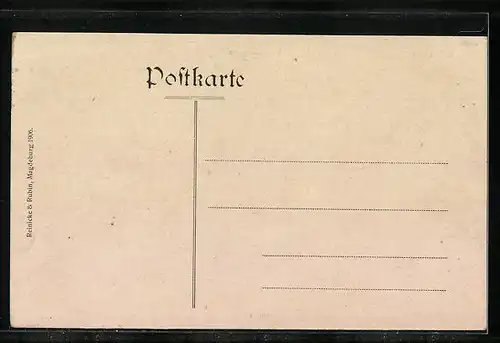 Postkarte
Reinicke & Rubin, Magdeburg 1906.